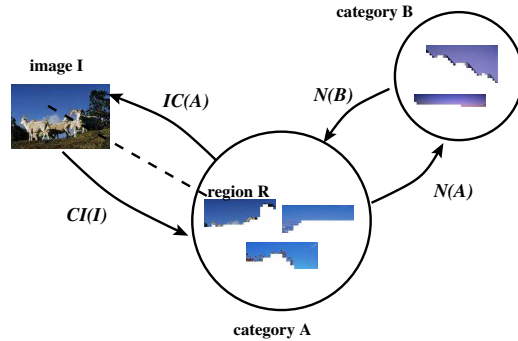 category B
image I
IC(A)
N(B)
region R
N(A)
CI(I)
category A